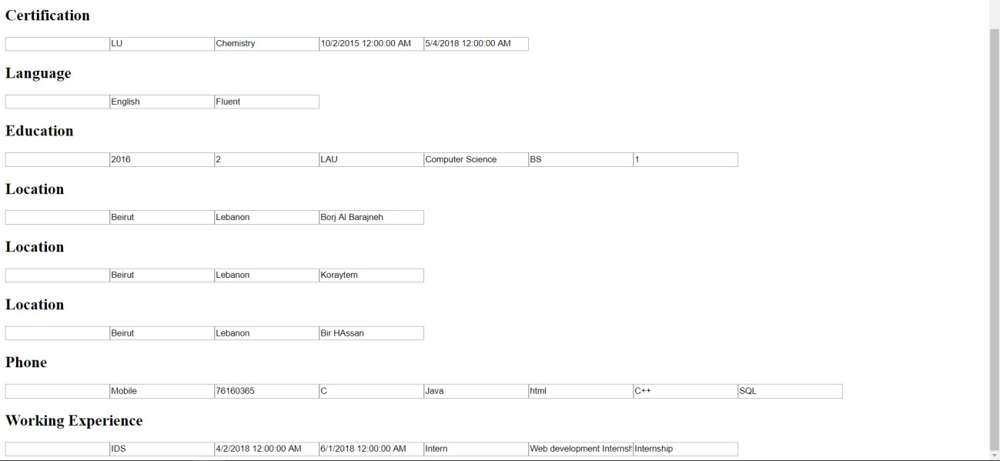 Certification
LU Chemistry 10/2/2015 12:00:00 AM 5/4/2018 12:00:00 AM
Language
English Fluent
Education
2016 2 LAU Computer Science BS 1
Location
Beirut Lebanon Borj Al Barajneh
Location
Beirut Lebanon Koraytem
Location
Beirut Lebanon Bir HAssan
Phone
Mobile 76160365 C Java html C++ SQL
Working Experience
IDS 4/2/2018 12:00:00 AM 6/1/2018 12:00:00 AM Intern Web development Internsh Internship